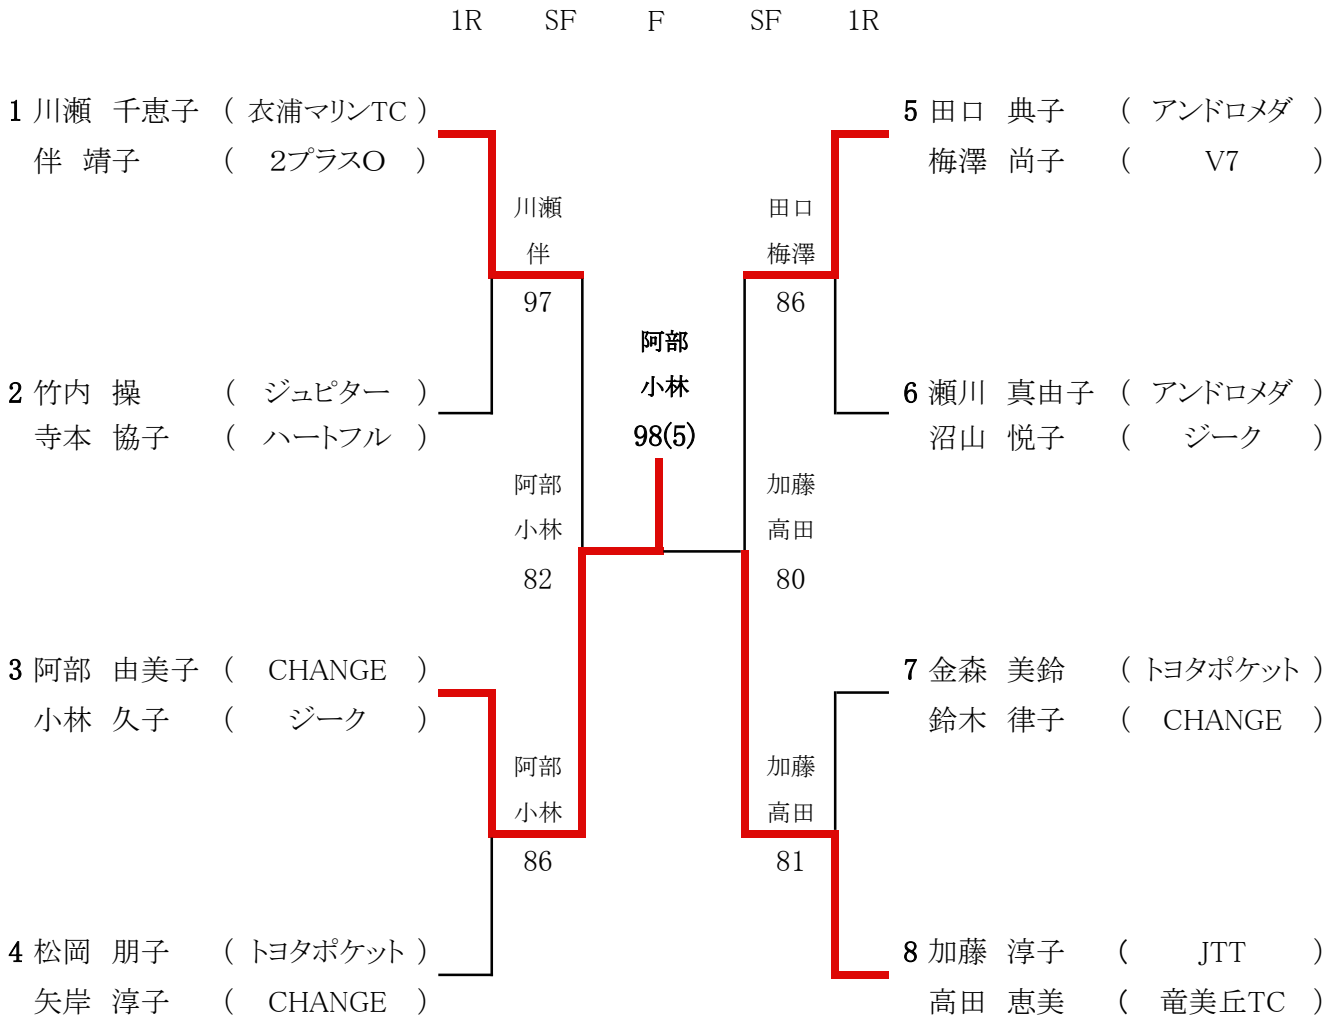 1R SF F SF 1R
1 川瀬 千恵子 ( 衣浦マリンTC )
伴 靖子 ( 2プラスO )
川瀬
伴
97
2 竹内 操 ( ジュピター )
寺本 協子 ( ハートフル )
阿部
小林
82
3 阿部 由美子 ( CHANGE )
小林 久子 ( ジーク )
阿部
小林
86
4 松岡 朋子 ( トヨタポケット )
矢岸 淳子 ( CHANGE )
阿部
小林
98(5)
5 田口 典子 ( アンドロメダ )
梅澤 尚子 ( V7 )
田口
梅澤
86
6 瀬川 真由子 ( アンドロメダ )
沼山 悦子 ( ジーク )
加藤
高田
80
7 金森 美鈴 ( トヨタポケット )
鈴木 律子 ( CHANGE )
加藤
高田
81
8 加藤 淳子 ( JTT )
高田 恵美 ( 竜美丘TC )